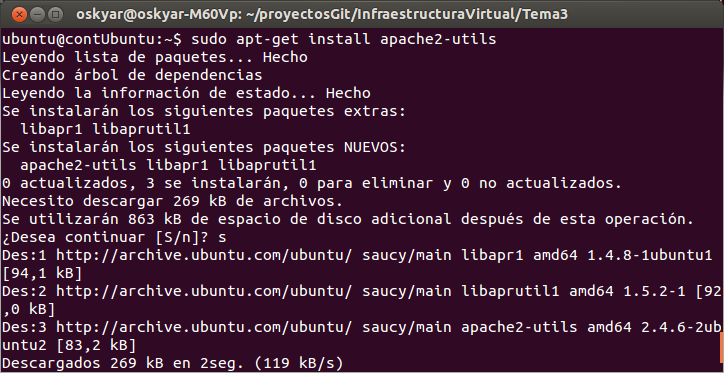 oskyar@oskyar-M60Vp: ~/proyectosGit/InfraestructuraVirtual/Tema3
ubuntu@contUbuntu:~$ sudo apt-get install apache2-utils
Leyendo lista de paquetes... Hecho
Creando árbol de dependencias
Leyendo la información de estado... Hecho
Se instalarán los siguientes paquetes extras:
  libapr1 libaprutil1
Se instalarán los siguientes paquetes NUEVOS:
  apache2-utils libapr1 libaprutil1
0 actualizados, 3 se instalarán, 0 para eliminar y 0 no actualizados.
Necesito descargar 269 kB de archivos.
Se utilizarán 863 kB de espacio de disco adicional después de esta operación.
¿Desea continuar [S/n]? s
Des:1 http://archive.ubuntu.com/ubuntu/ saucy/main libapr1 amd64 1.4.8-1ubuntu1
[94,1 kB]
Des:2 http://archive.ubuntu.com/ubuntu/ saucy/main libaprutil1 amd64 1.5.2-1 [92
,0 kB]
Des:3 http://archive.ubuntu.com/ubuntu/ saucy/main apache2-utils amd64 2.4.6-2ub
untu2 [83,2 kB]
Descargados 269 kB en 2seg. (119 kB/s)